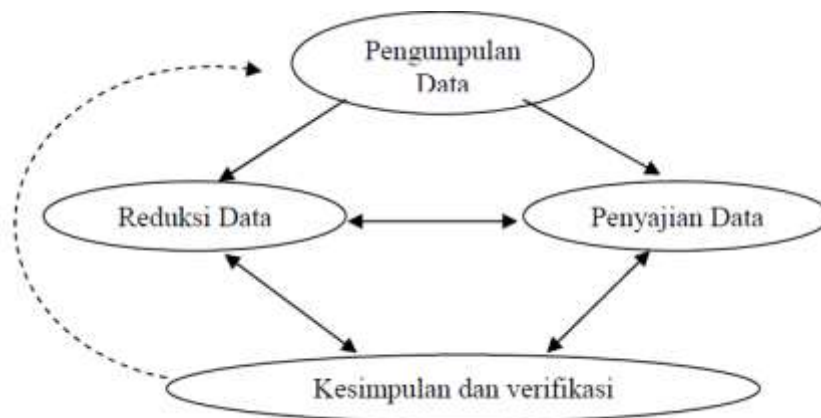 Pengumpulan
Data
Reduksi Data
Penyajian Data
Kesimpulan dan verifikasi